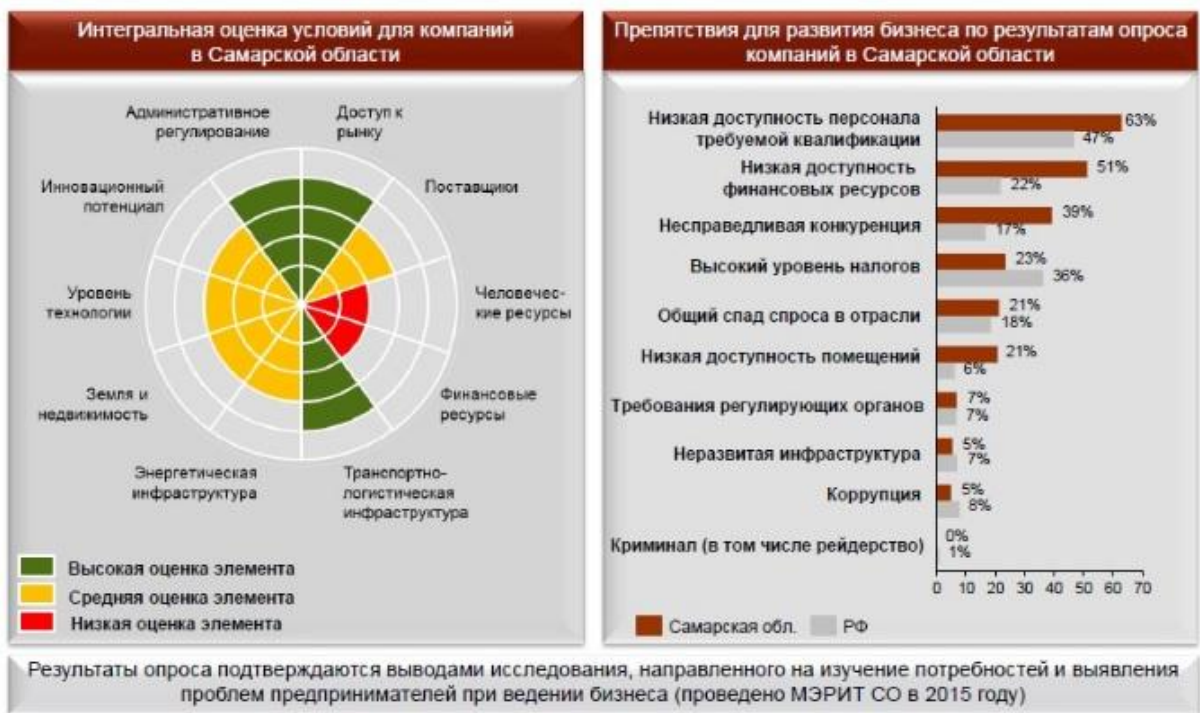 Интегральная оценка условий для компаний
в Самарской области
Административное
регулирование
Доступ к
рынку
Инновационный
потенциал
Поставщики
Уровень
технологии
Человечес-
кие ресурсы
Земля и
недвижимость
Финансовые
ресурсы
Энергетическая
инфраструктура
Транспортно-
логистическая
инфраструктура
Высокая оценка элемента
Средняя оценка элемента
Низкая оценка элемента
Препятствия для развития бизнеса по результатам опроса
компаний в Самарской области
Низкая доступность персонала
требуемой квалификации
63%
47%
Низкая доступность
финансовых ресурсов
51%
22%
Несправедливая конкуренция
39%
17%
Высокий уровень налогов
23%
36%
Общий спад спроса в отрасли
21%
18%
Низкая доступность помещений
21%
6%
Требования регулирующих органов
7%
7%
Неразвитая инфраструктура
5%
7%
Коррупция
5%
8%
Криминал (в том числе рейдерство)
0%
1%
0 10 20 30 40 50 60 70
Самарская обл. РФ
Результаты опроса подтверждаются выводами исследования, направленного на изучение потребностей и выявления
проблем предпринимателей при ведении бизнеса (проведено МЭРИТ СО в 2015 году)